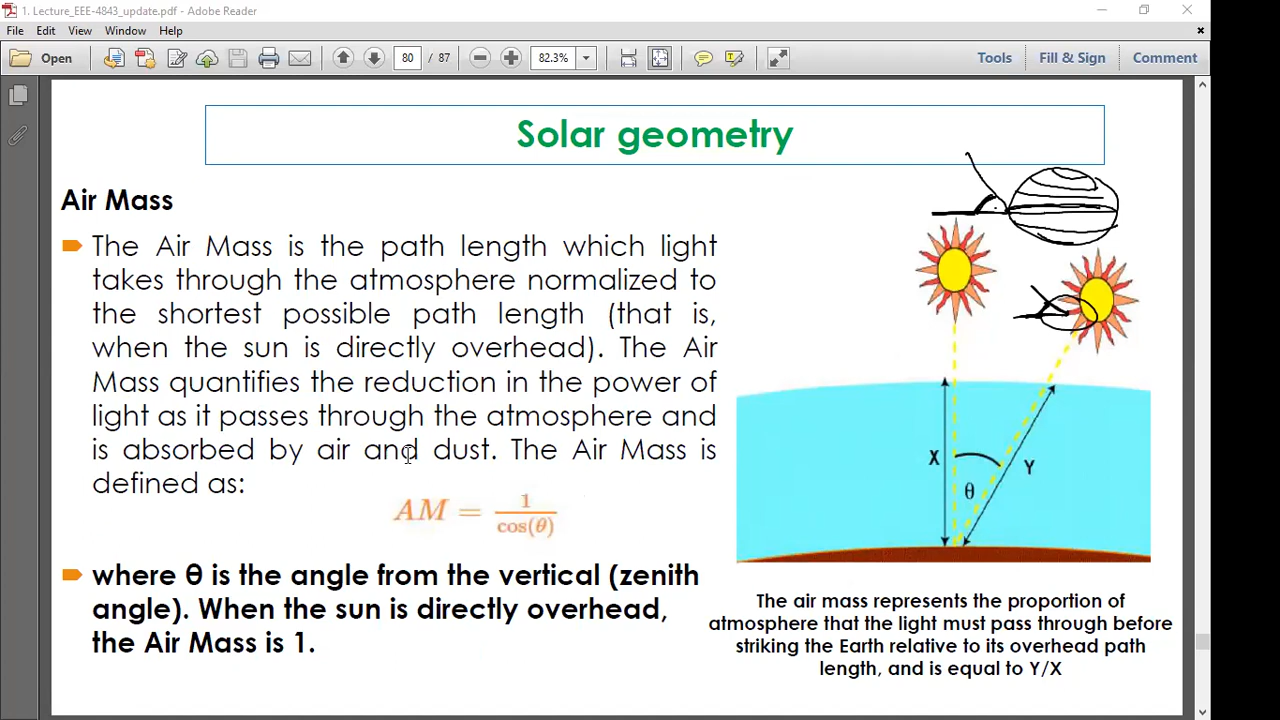 1. Lecture_EEE-4843_update.pdf - Adobe Reader
File Edit View Window Help
Open 80 / 87 82.3% Tools Fill & Sign Comment
Solar geometry
Air Mass
The Air Mass is the path length which light
takes through the atmosphere normalized to
the shortest possible path length (that is,
when the sun is directly overhead). The Air
Mass quantifies the reduction in the power of
light as it passes through the atmosphere and
is absorbed by air and dust. The Air Mass is
defined as:
AM = 1/cos(θ)
where θ is the angle from the vertical (zenith
angle). When the sun is directly overhead,
the Air Mass is 1.
X
Y
θ
The air mass represents the proportion of
atmosphere that the light must pass through before
striking the Earth relative to its overhead path
length, and is equal to Y/X